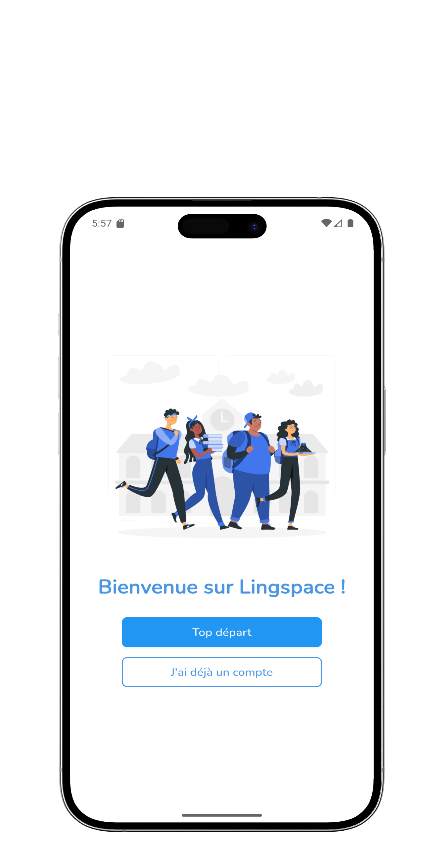 5:57
Bienvenue sur Lingspace !
Top départ
J'ai déjà un compte